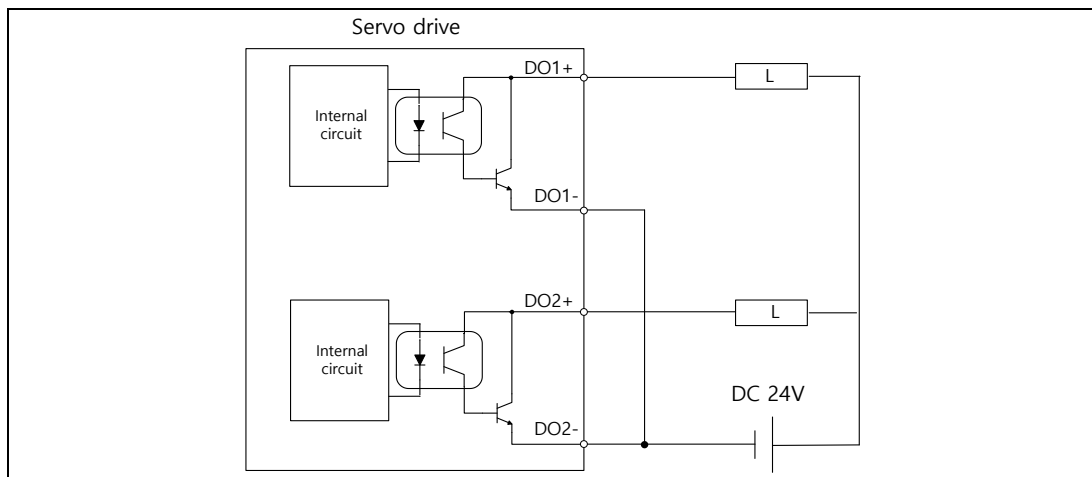 Servo drive
DO1+
L
Internal
circuit
DO1-
DO2+
L
Internal
circuit
DC 24V
DO2-